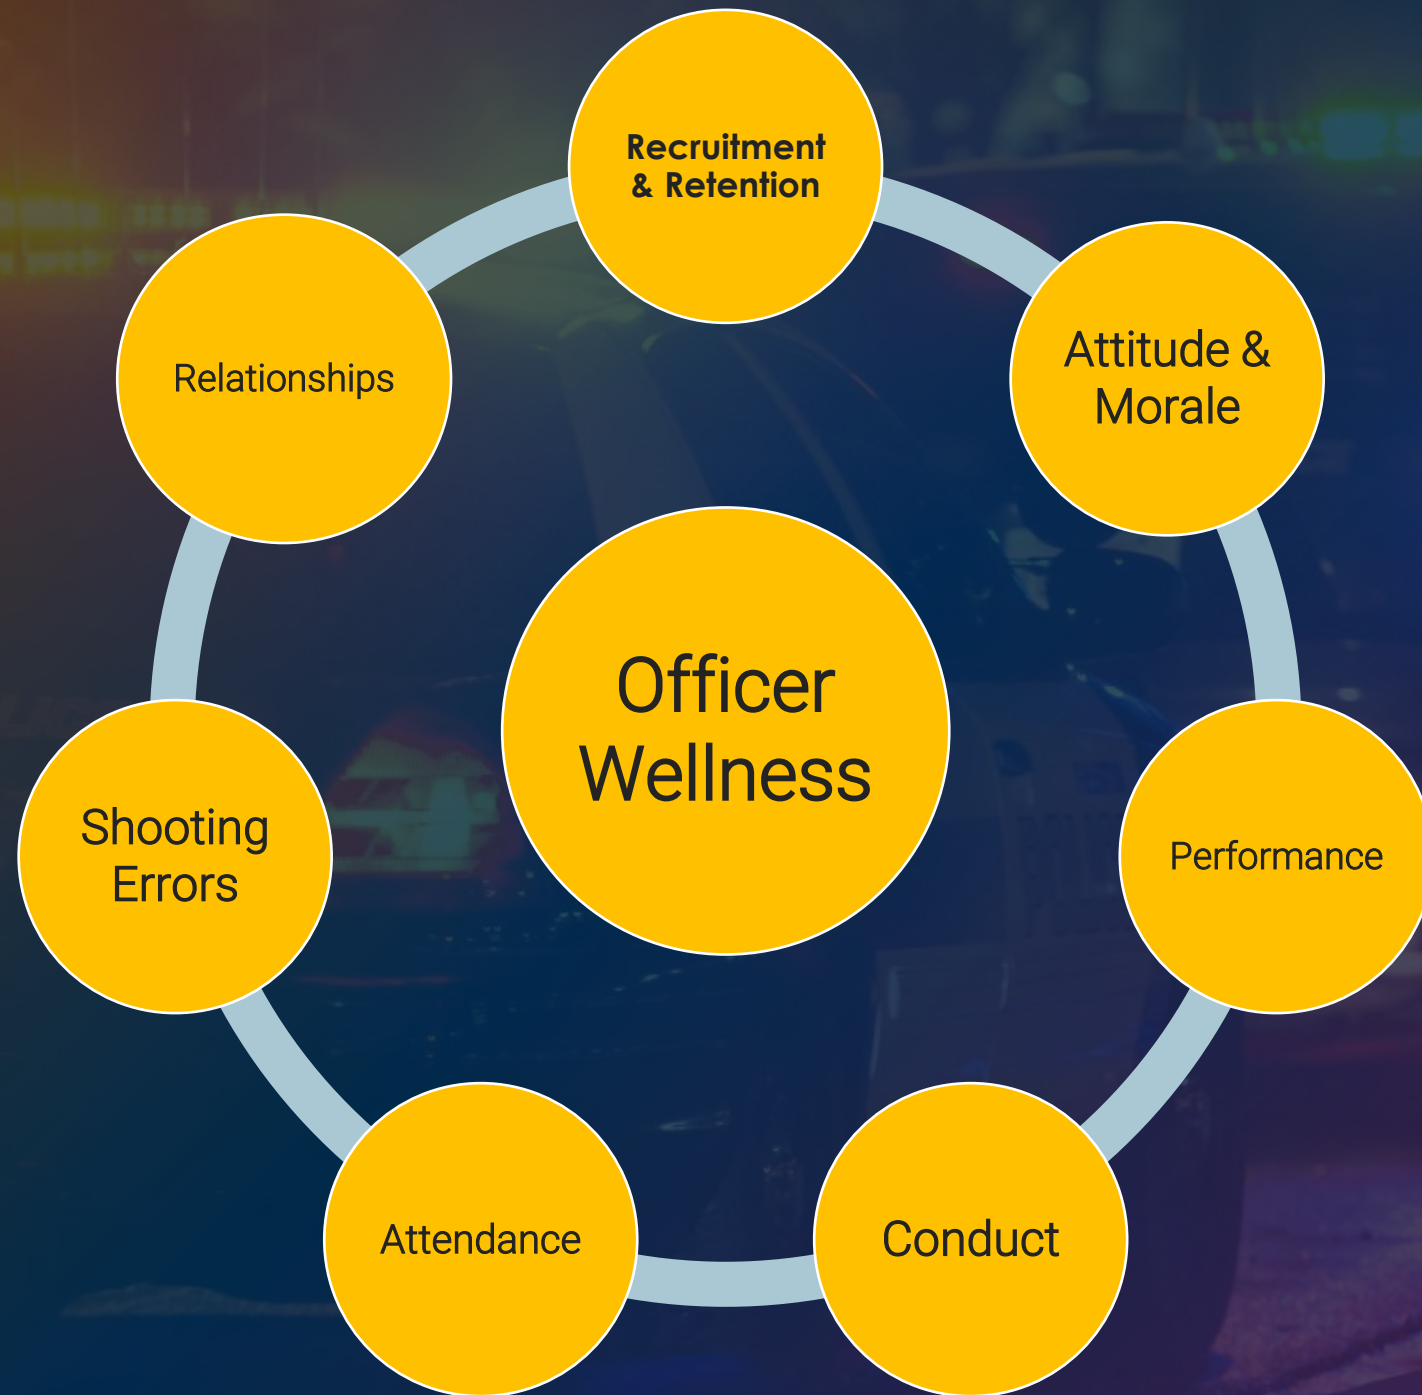 Recruitment
& Retention
Attitude &
Morale
Performance
Conduct
Attendance
Shooting
Errors
Relationships
Officer
Wellness